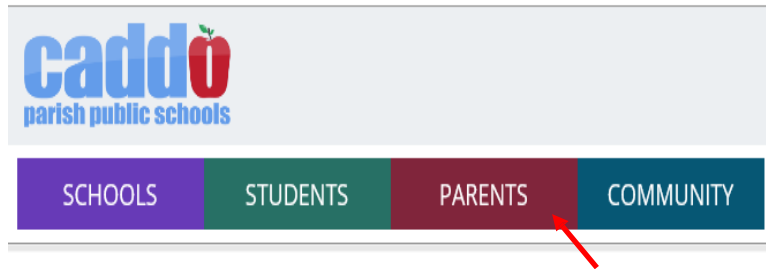 caddo
parish public schools
SCHOOLS STUDENTS PARENTS COMMUNITY